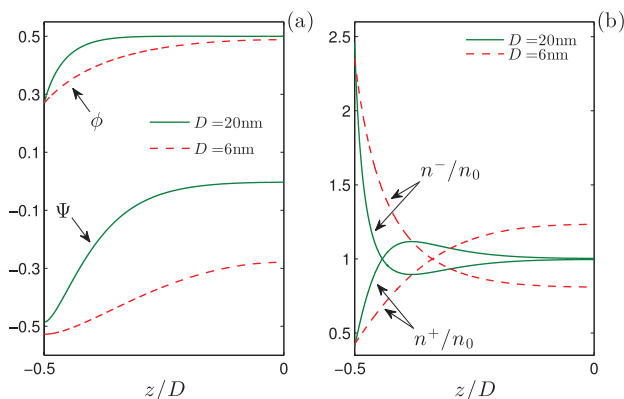 (a)
0.5
0.3
0.1
−0.1
−0.3
−0.5
ϕ
D = 20nm
D = 6nm
Ψ
−0.5
0
z/D
(b)
2.5
2
1.5
1
0.5
D = 20nm
D = 6nm
n⁻/n₀
n⁺/n₀
−0.5
0
z/D